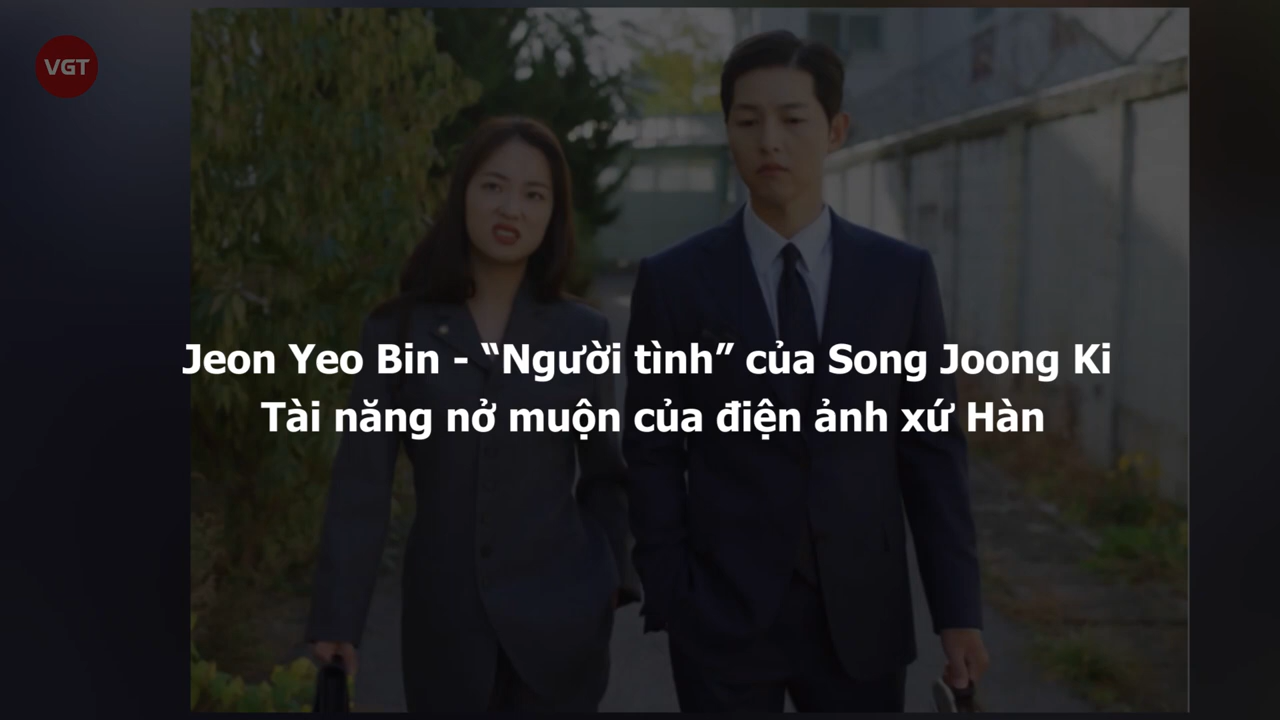 VGT
Jeon Yeo Bin - “Người tình” của Song Joong Ki
Tài năng nở muộn của điện ảnh xứ Hàn